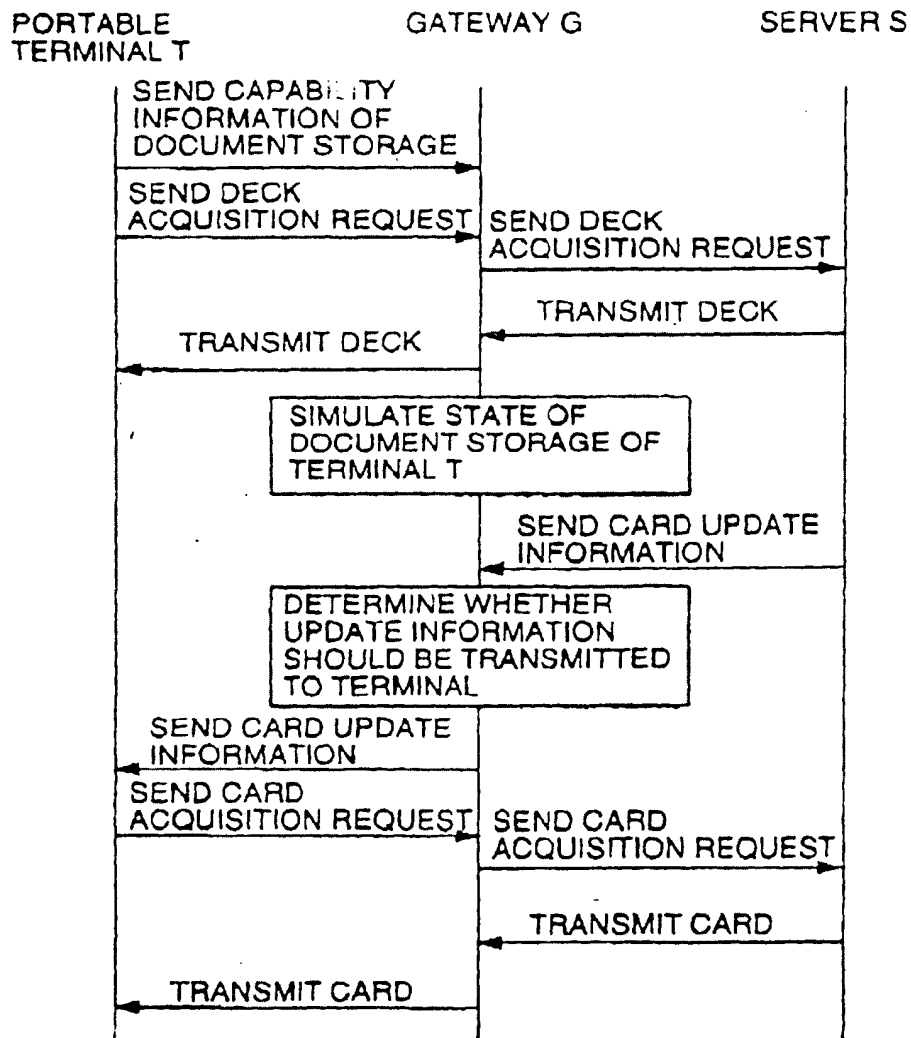 PORTABLE
TERMINAL T
GATEWAY G
SERVER S
SEND CAPABILITY
INFORMATION OF
DOCUMENT STORAGE
SEND DECK
ACQUISITION REQUEST
SEND DECK
ACQUISITION REQUEST
TRANSMIT DECK
TRANSMIT DECK
SIMULATE STATE OF
DOCUMENT STORAGE OF
TERMINAL T
SEND CARD UPDATE
INFORMATION
DETERMINE WHETHER
UPDATE INFORMATION
SHOULD BE TRANSMITTED
TO TERMINAL
SEND CARD UPDATE
INFORMATION
SEND CARD
ACQUISITION REQUEST
SEND CARD
ACQUISITION REQUEST
TRANSMIT CARD
TRANSMIT CARD